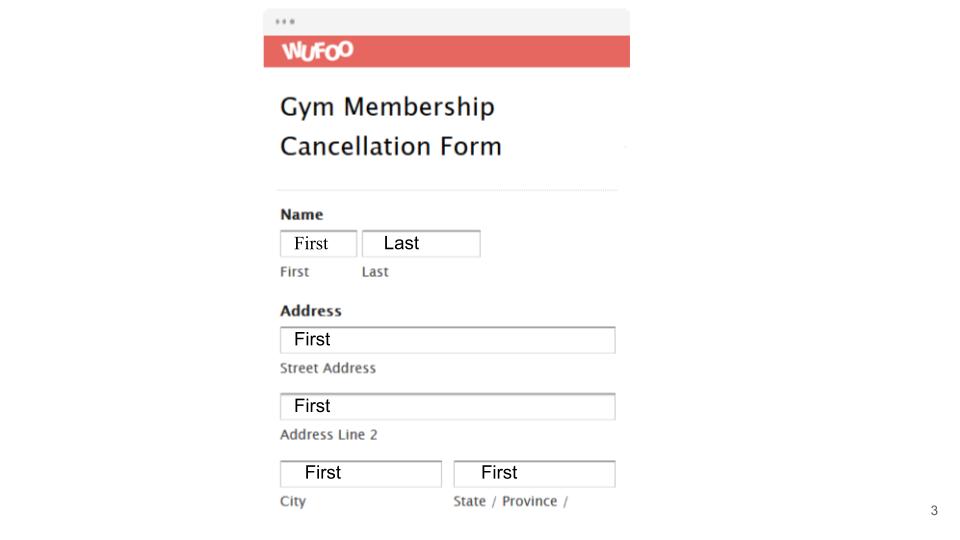 WUFOO
Gym Membership
Cancellation Form
Name
First Last
First Last
Address
First
Street Address
First
Address Line 2
First First
City State / Province /
3